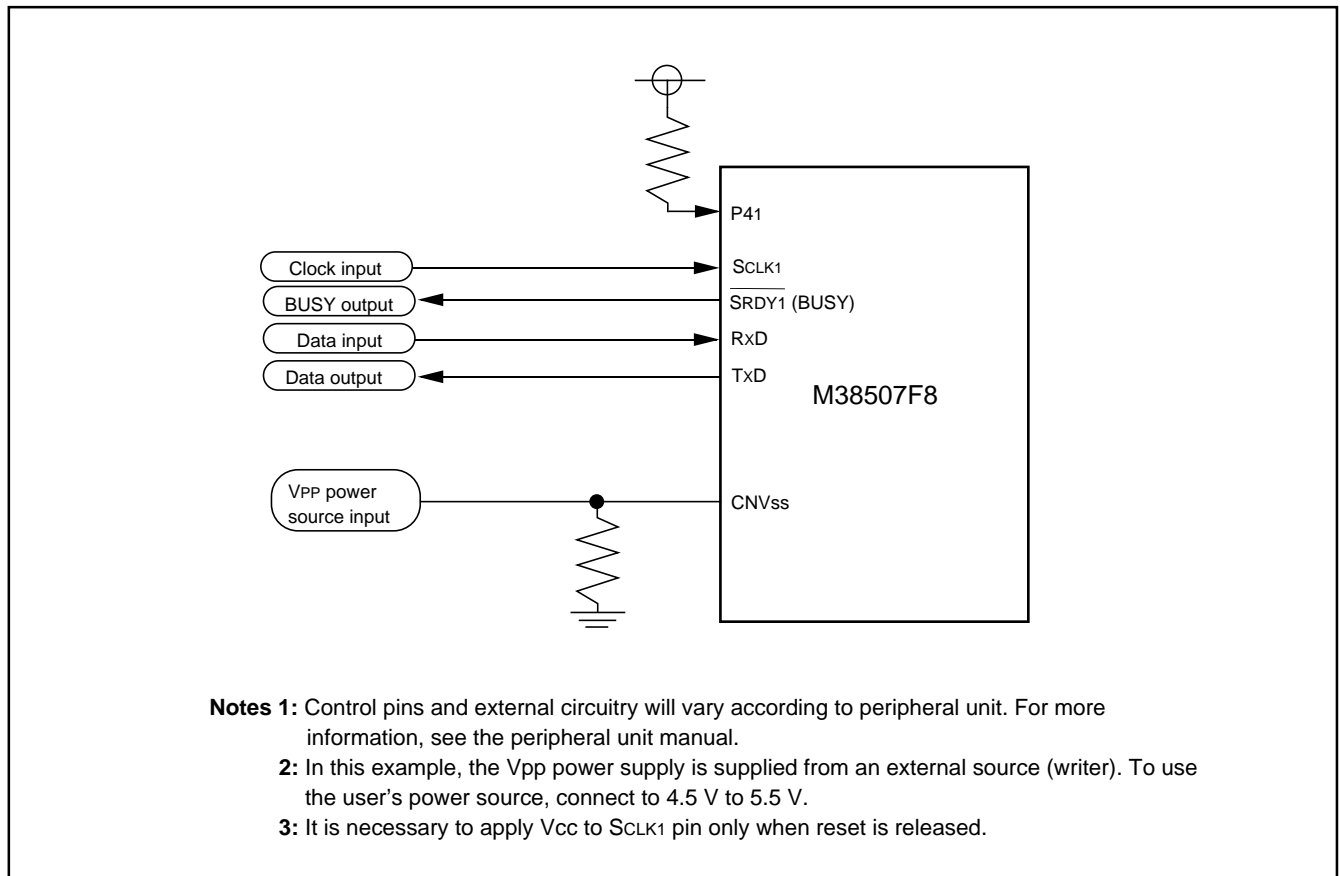 P41
Clock input
SCLK1
BUSY output
SRDY1 (BUSY)
Data input
RxD
Data output
TxD
M38507F8
VPP power
source input
CNVss
Notes 1: Control pins and external circuitry will vary according to peripheral unit. For more
information, see the peripheral unit manual.
2: In this example, the Vpp power supply is supplied from an external source (writer). To use
the user's power source, connect to 4.5 V to 5.5 V.
3: It is necessary to apply Vcc to SCLK1 pin only when reset is released.